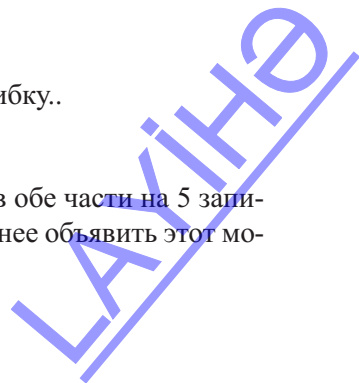 ибку..
в обе части на 5 запи-
нее объявить этот мо-
LAYİHƏ